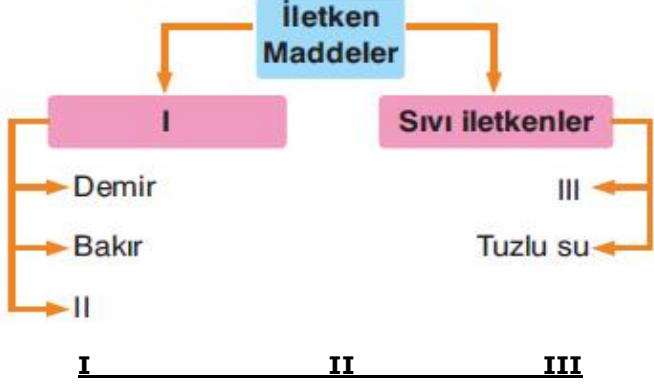 İletken
Maddeler
I
Sıvı iletkenler
Demir
III
Bakır
Tuzlu su
II
I II III